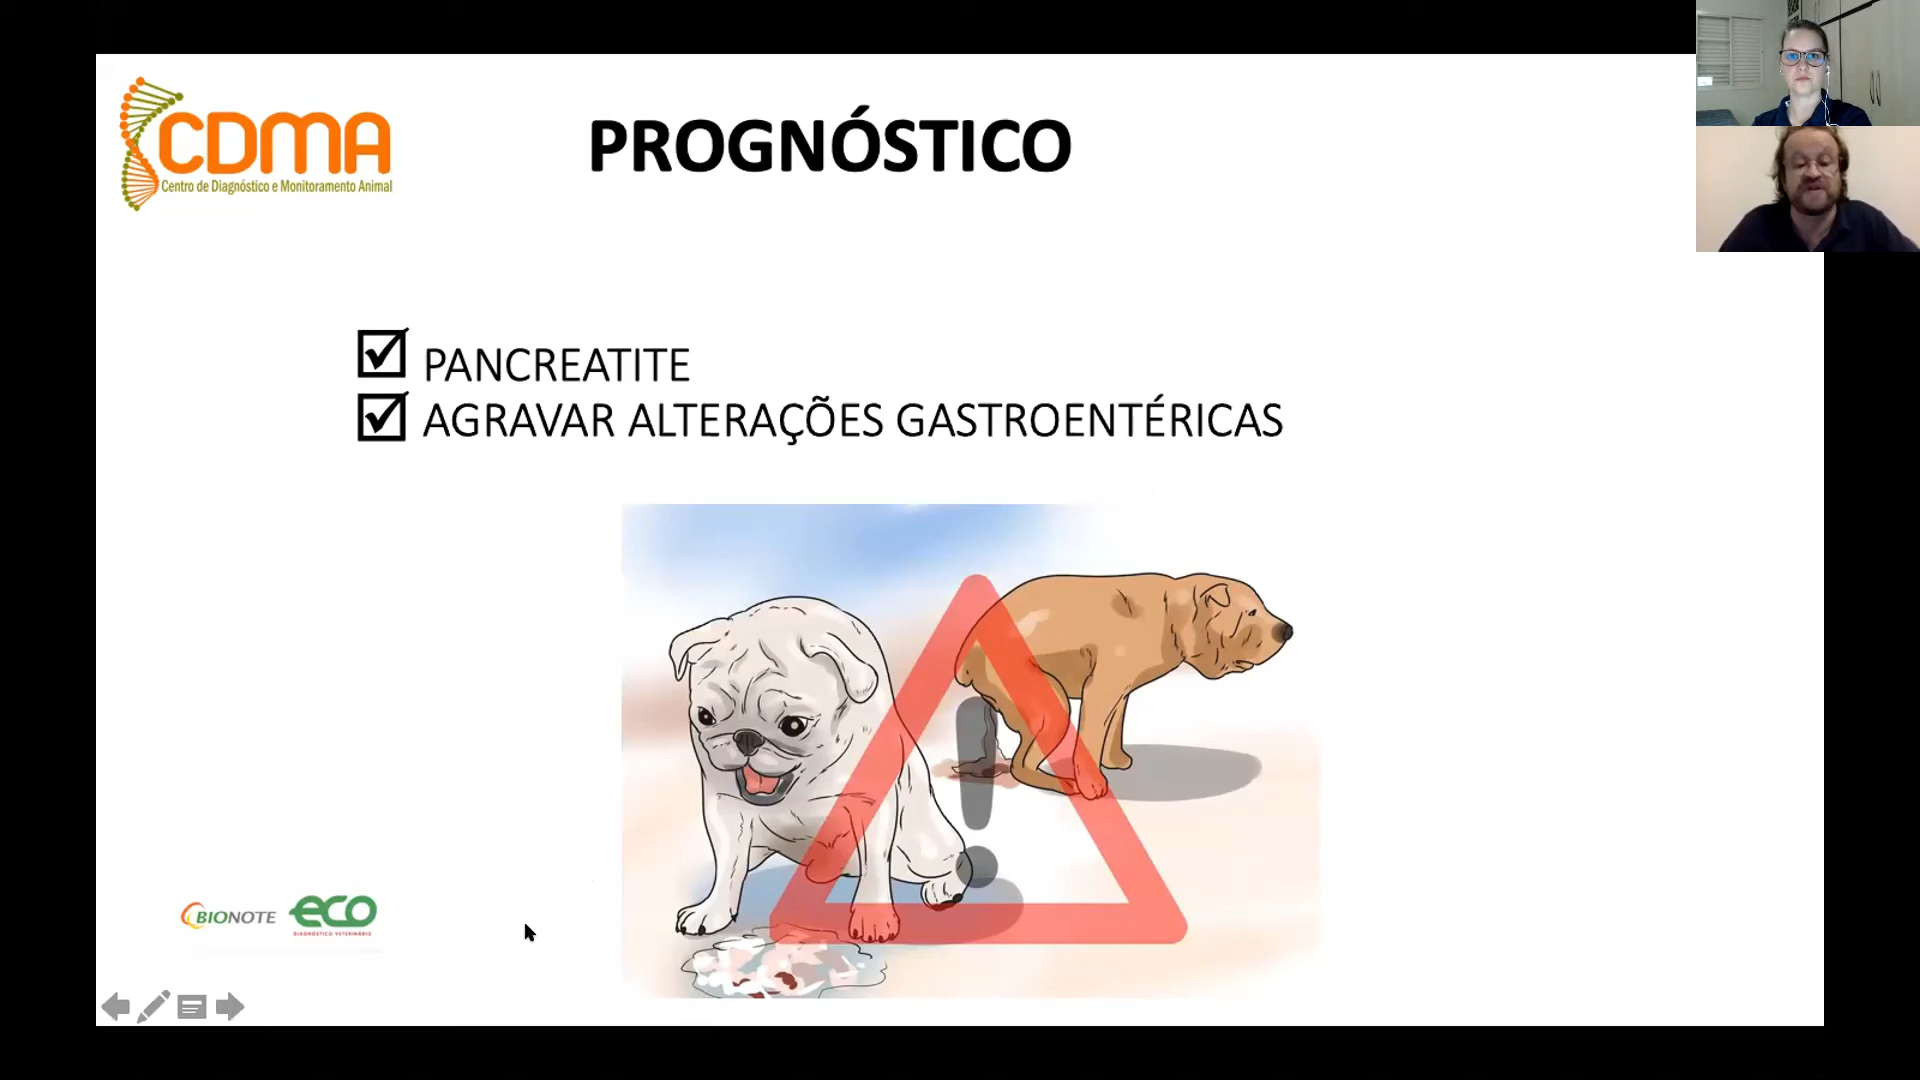 CDMA
Centro de Diagnóstico e Monitoramento Animal
PROGNÓSTICO
PANCREATITE
AGRAVAR ALTERAÇÕES GASTROENTÉRICAS
BIONOTE
eco
DIAGNÓSTICO VETERINÁRIO